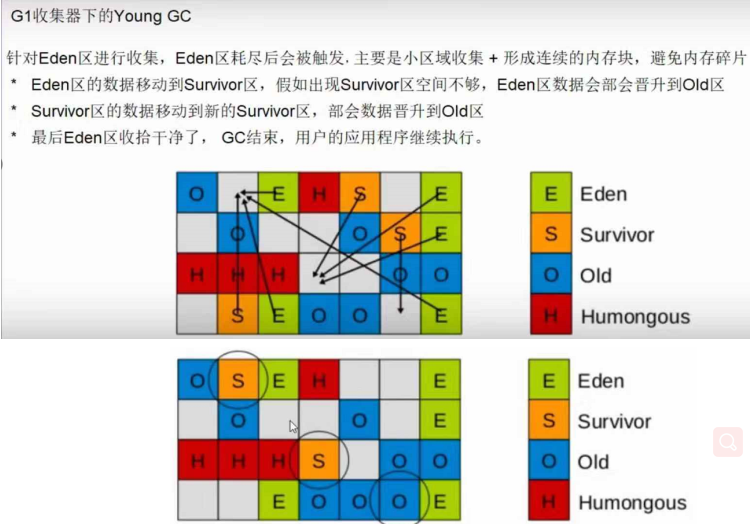 G1收集器下的Young GC
针对Eden区进行收集，Eden区耗尽后会被触发.主要是小区域收集 + 形成连续的内存块，避免内存碎片
* Eden区的数据移动到Survivor区，假如出现Survivor区空间不够，Eden区数据会部会晋升到Old区
* Survivor区的数据移动到新的Survivor区，部会数据晋升到Old区
* 最后Eden区收拾干净了， GC结束，用户的应用程序继续执行。
O E H S E E Eden
O O S E S Survivor
H H H O O O Old
S E O O E H Humongous
O S E H E E Eden
O O E S Survivor
H H H S O O O Old
E O O O E H Humongous